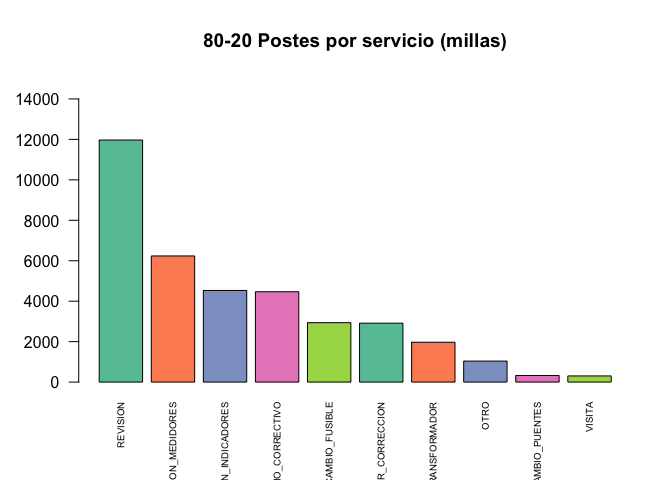 80-20 Postes por servicio (millas)
14000
12000
10000
8000
6000
4000
2000
0
REVISION
ON_MEDIDORES
N_INDICADORES
IO_CORRECTIVO
CAMBIO_FUSIBLE
R_CORRECCION
RANSFORMADOR
OTRO
AMBIO_PUENTES
VISITA